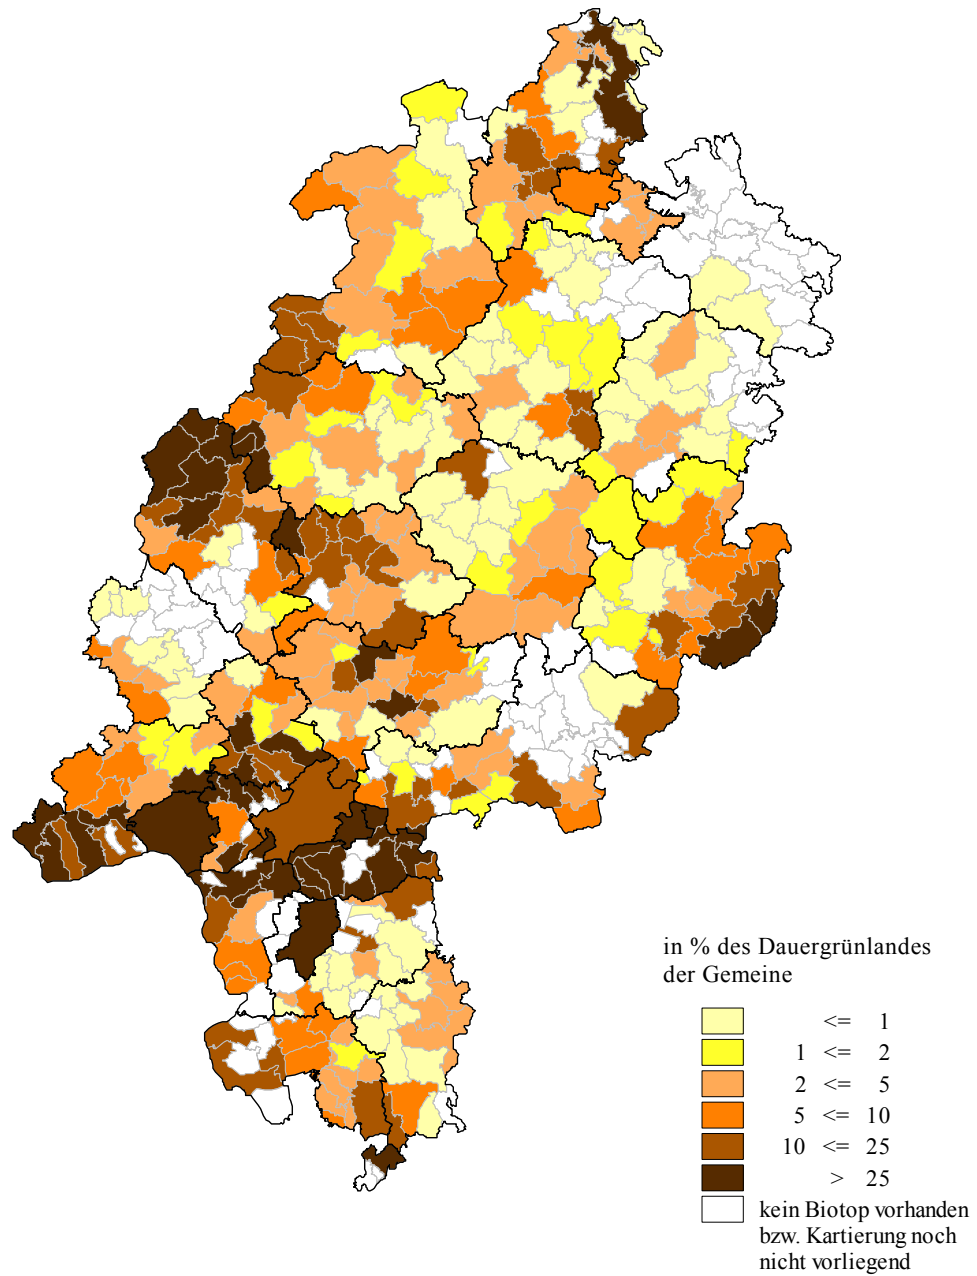 in % des Dauergrünlandes
der Gemeine
<= 1
1 <= 2
2 <= 5
5 <= 10
10 <= 25
> 25
kein Biotop vorhanden
bzw. Kartierung noch
nicht vorliegend